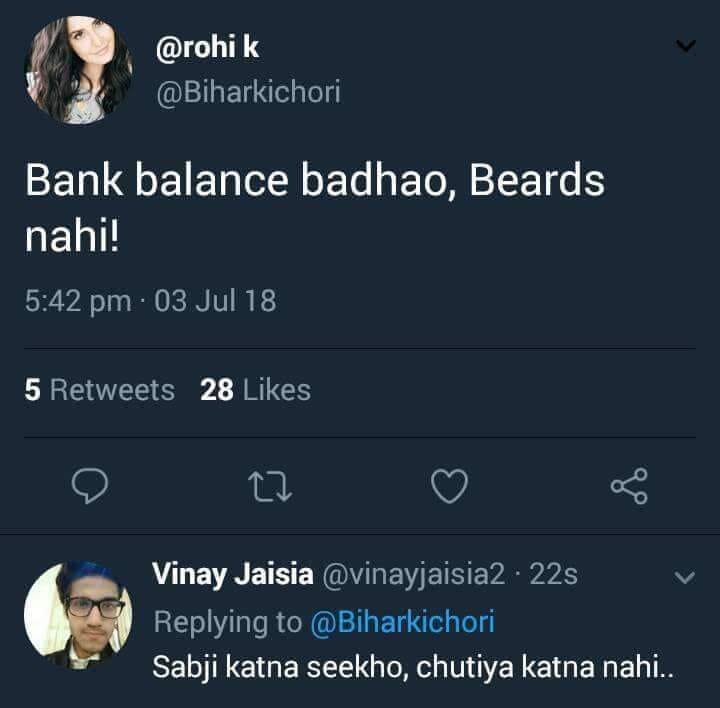 @rohi k
@Biharkichori
Bank balance badhao, Beards
nahi!
5:42 pm · 03 Jul 18
5 Retweets 28 Likes
Vinay Jaisia @vinayjaisia2 · 22s
Replying to @Biharkichori
Sabji katna seekho, chutiya katna nahi..